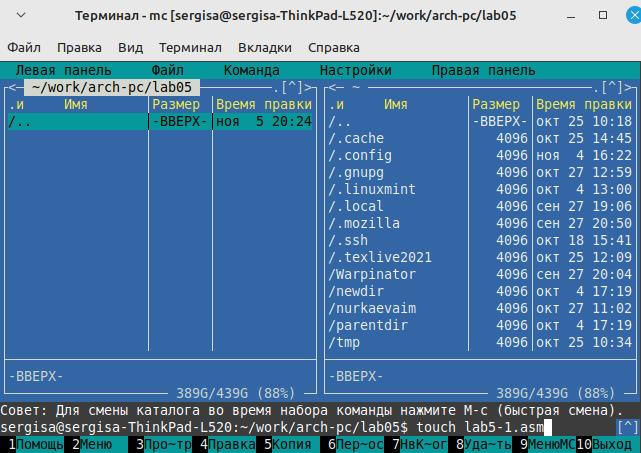 Терминал - mc [sergisa@sergisa-ThinkPad-L520]:~/work/arch-pc/lab05
Файл Правка Вид Терминал Вкладки Справка
Левая панель Файл Команда Настройки Правая панель
<─ ~/work/arch-pc/lab05 ─.[^]> <─ ~ ─.[^]>
.и Имя Размер Время правки .и Имя Размер Время правки
/.. -ВВЕРХ- ноя 5 20:24 /.. -ВВЕРХ- окт 25 10:18
/.cache 4096 окт 25 14:45
/.config 4096 ноя 4 16:22
/.gnupg 4096 окт 27 12:59
/.linuxmint 4096 окт 4 13:00
/.local 4096 сен 27 19:06
/.mozilla 4096 сен 27 20:50
/.ssh 4096 окт 18 15:41
/.texlive2021 4096 окт 25 12:09
/Warpinator 4096 сен 27 20:04
/newdir 4096 окт 4 17:19
/nurkaevaim 4096 окт 27 11:02
/parentdir 4096 окт 4 17:19
/tmp 4096 окт 25 10:34
-ВВЕРХ- -ВВЕРХ-
389G/439G (88%) 389G/439G (88%)
Совет: Для смены каталога во время набора команды нажмите M-c (быстрая смена).
sergisa@sergisa-ThinkPad-L520:~/work/arch-pc/lab05$ touch lab5-1.asm [^]
1Помощь 2Меню 3Про~тр 4Правка 5Копия 6Пер~ос 7НвК~ог 8Уда~ть 9МенюМС 10Выход